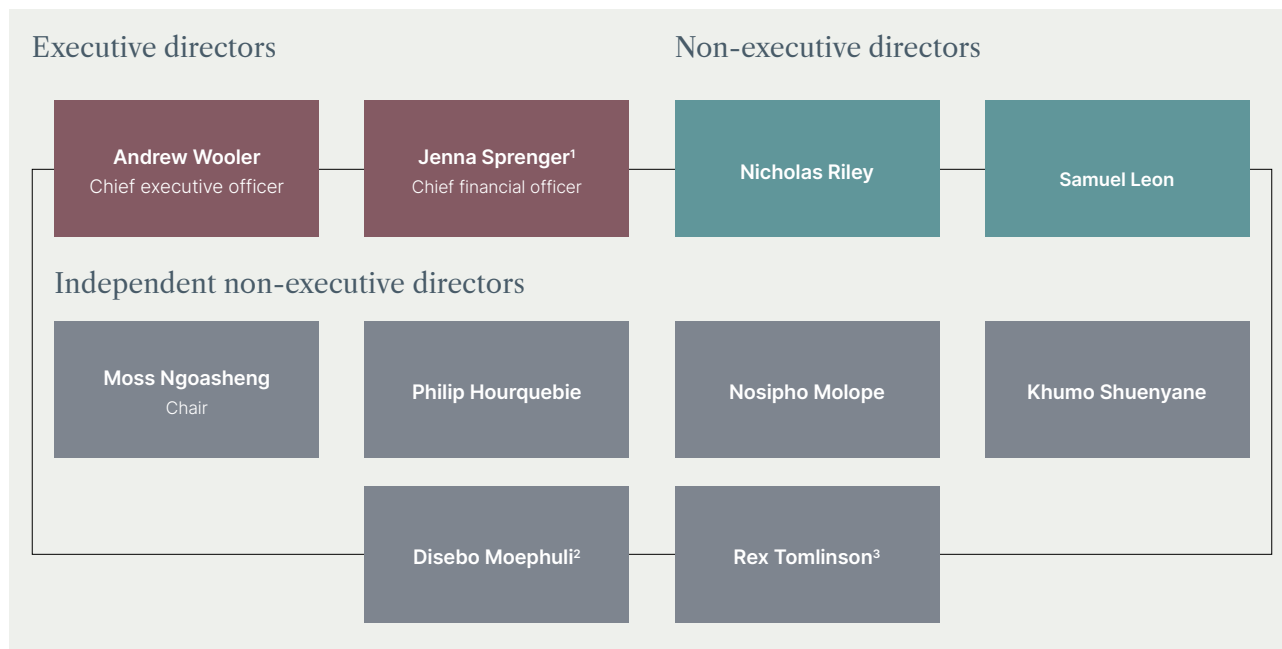 Executive directors
Non-executive directors
Andrew Wooler
Chief executive officer
Jenna Sprenger¹
Chief financial officer
Nicholas Riley
Samuel Leon
Independent non-executive directors
Moss Ngoasheng
Chair
Philip Hourquebie
Nosipho Molope
Khumo Shuenyane
Disebo Moephuli²
Rex Tomlinson³